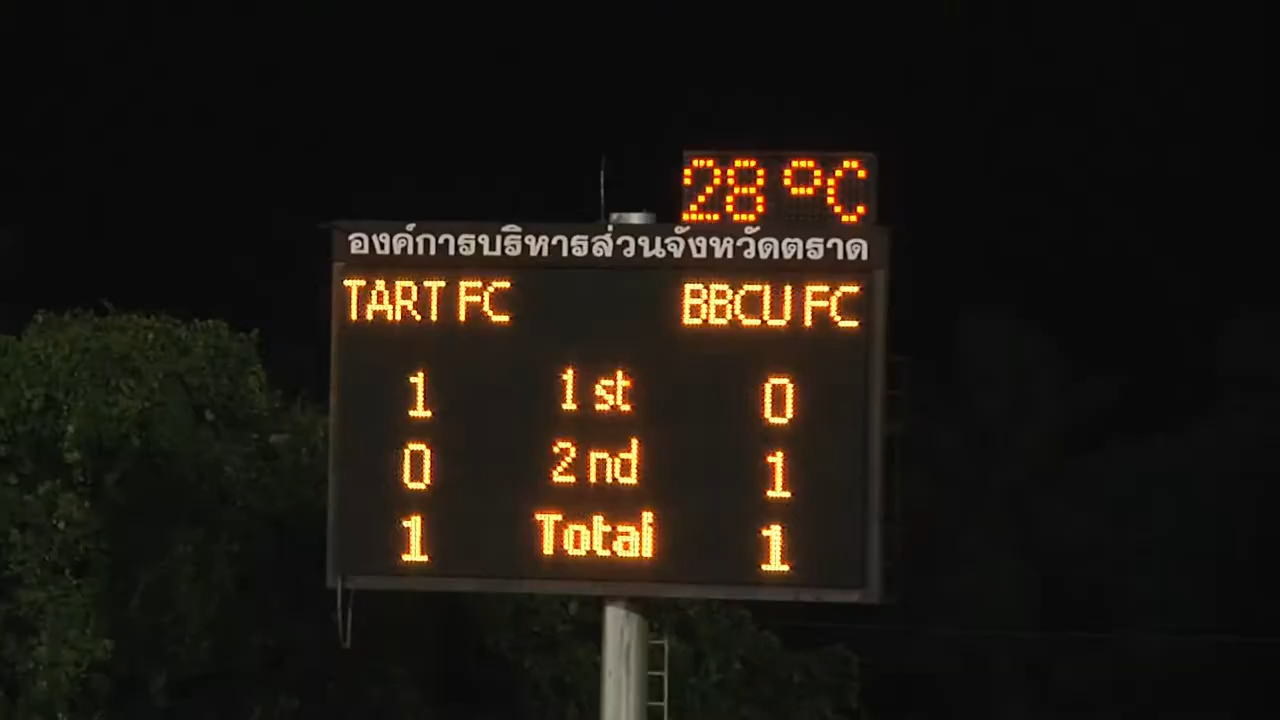 28 °C
องค์การบริหารส่วนจังหวัดตราด
TART FC BBCU FC
1 1 st 0
0 2 nd 1
1 Total 1